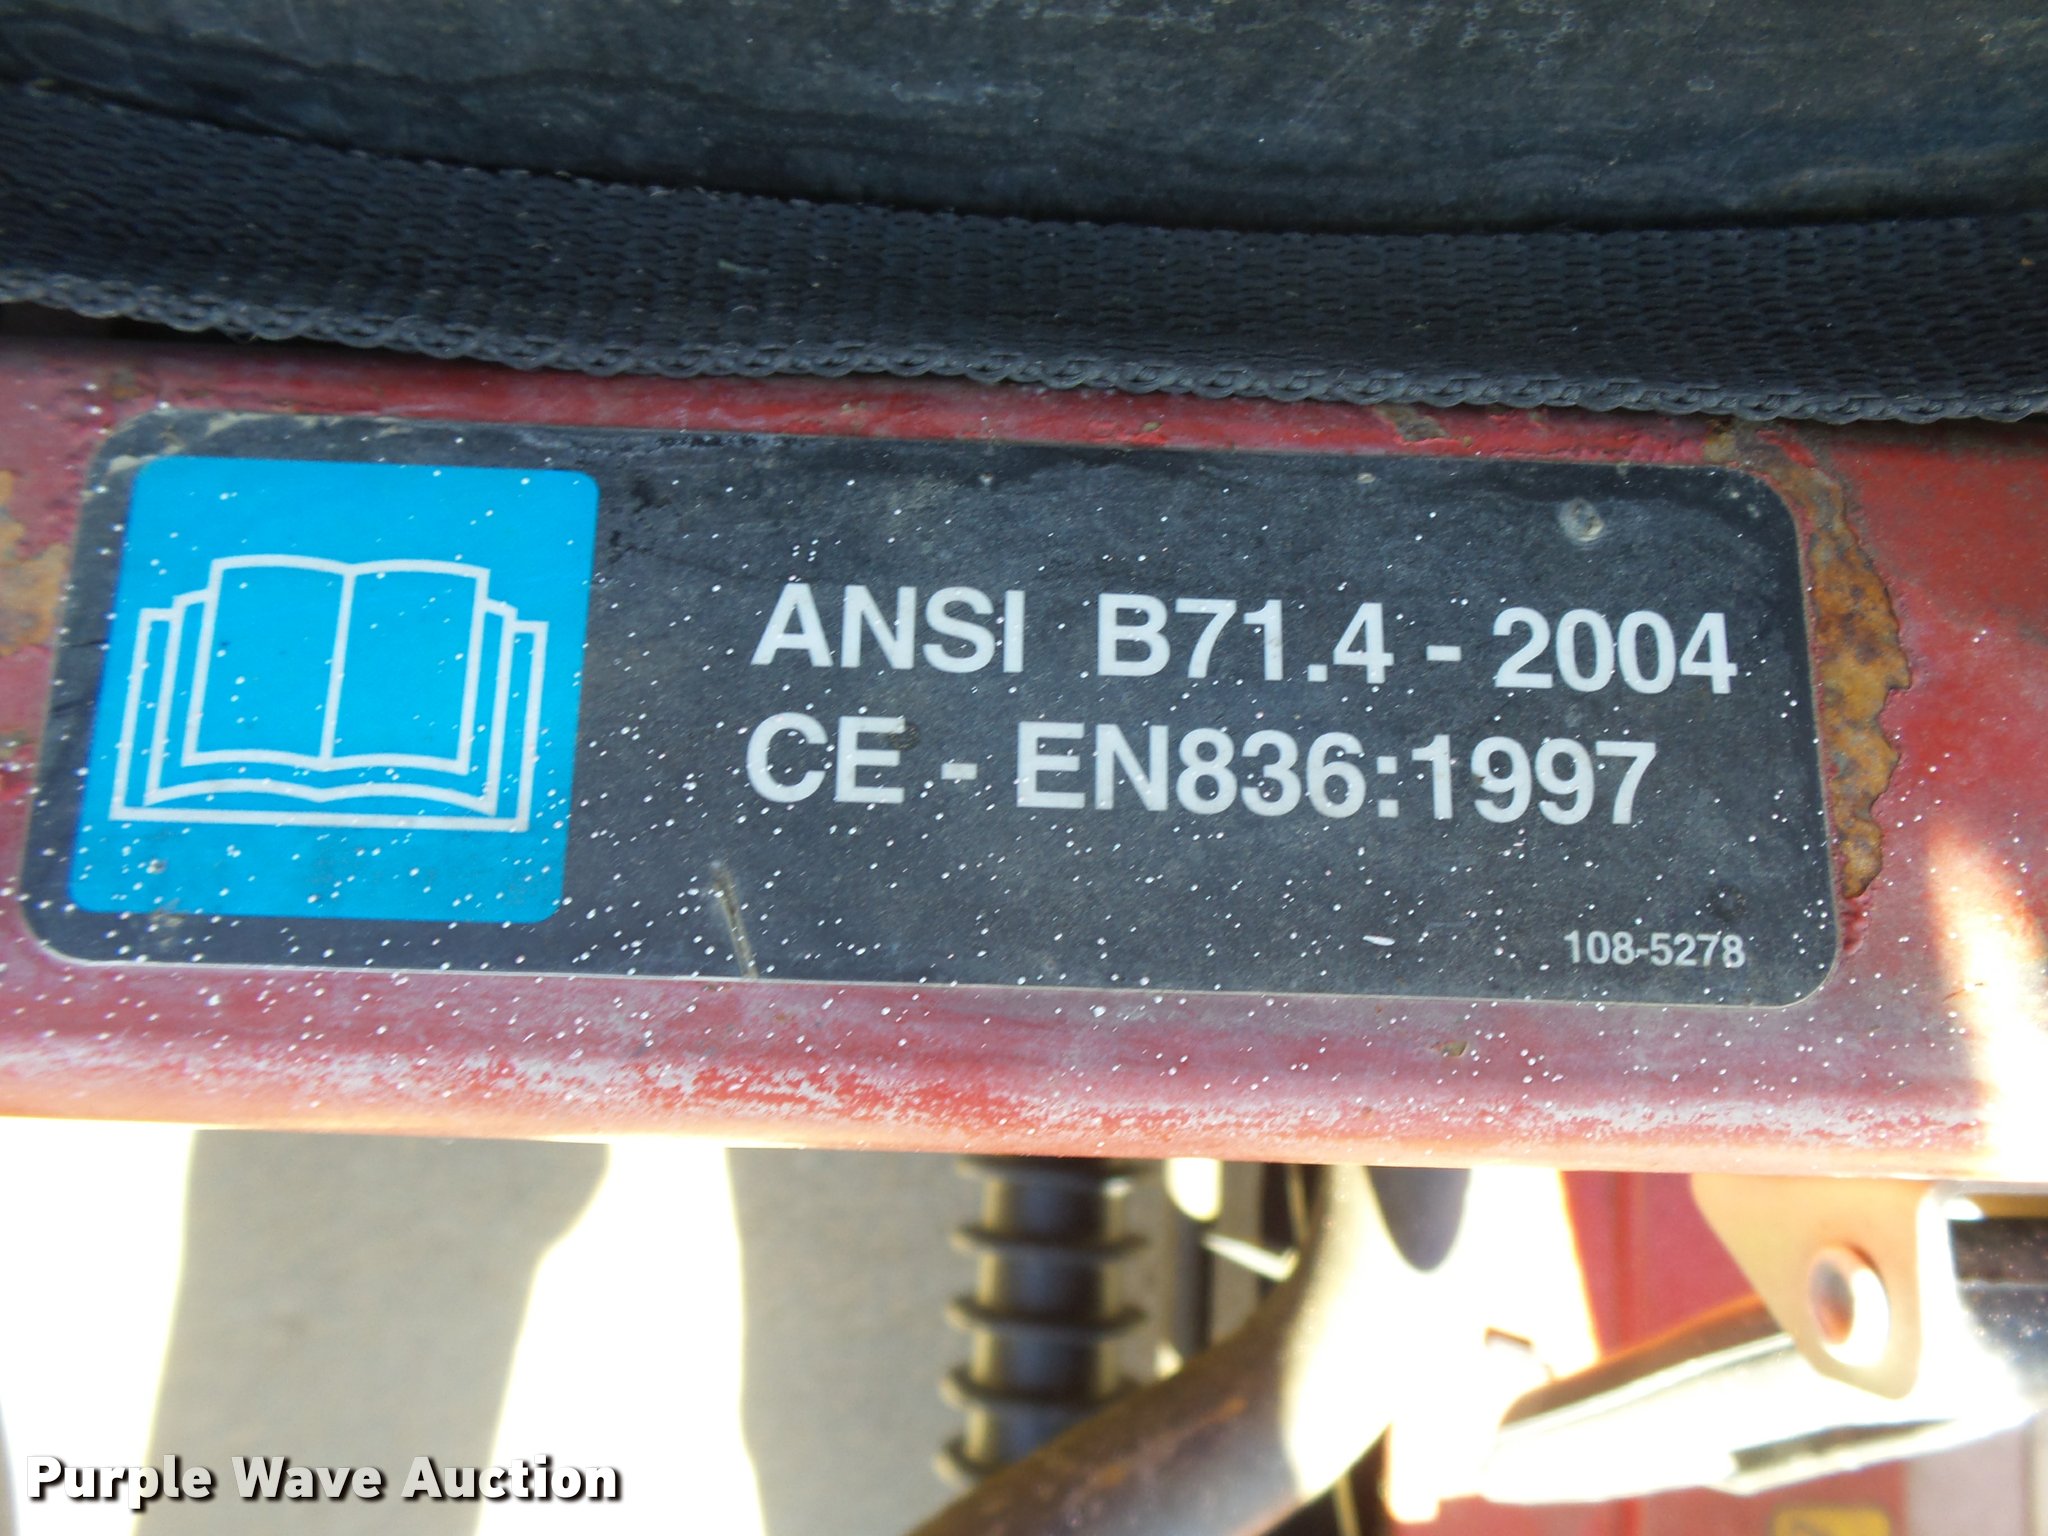 ANSI B71.4 - 2004
CE - EN836:1997
108-5278
Purple Wave Auction